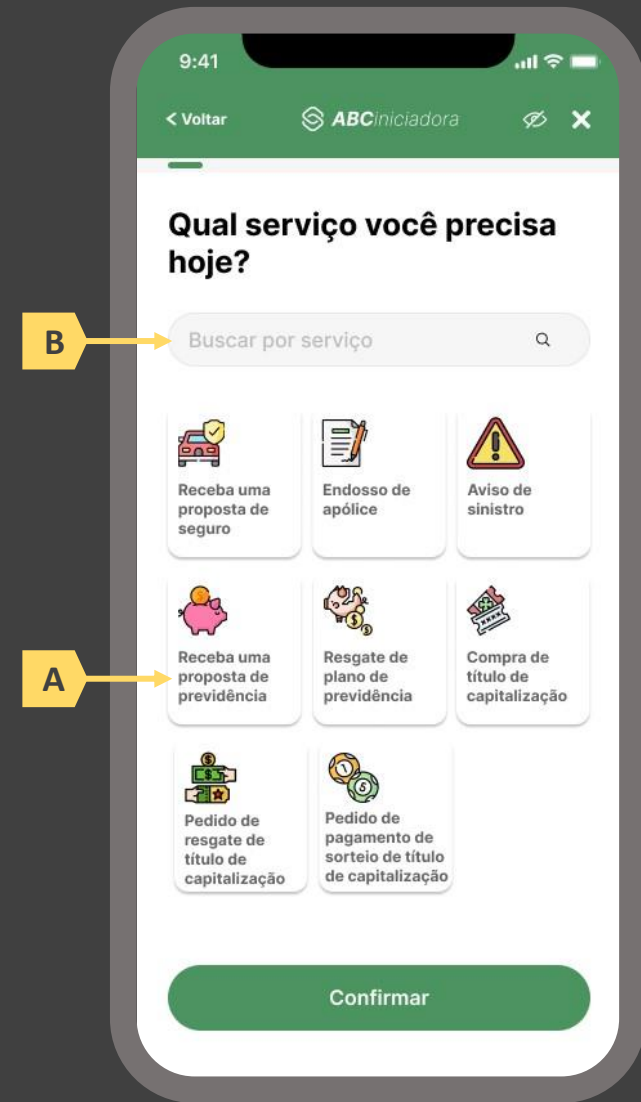 9:41
< Voltar
ABCiniciadora
Qual serviço você precisa
hoje?
B
Buscar por serviço
Receba uma
proposta de
seguro
Endosso de
apólice
Aviso de
sinistro
A
Receba uma
proposta de
previdência
Resgate de
plano de
previdência
Compra de
título de
capitalização
Pedido de
resgate de
título de
capitalização
Pedido de
pagamento de
sorteio de título
de capitalização
Confirmar